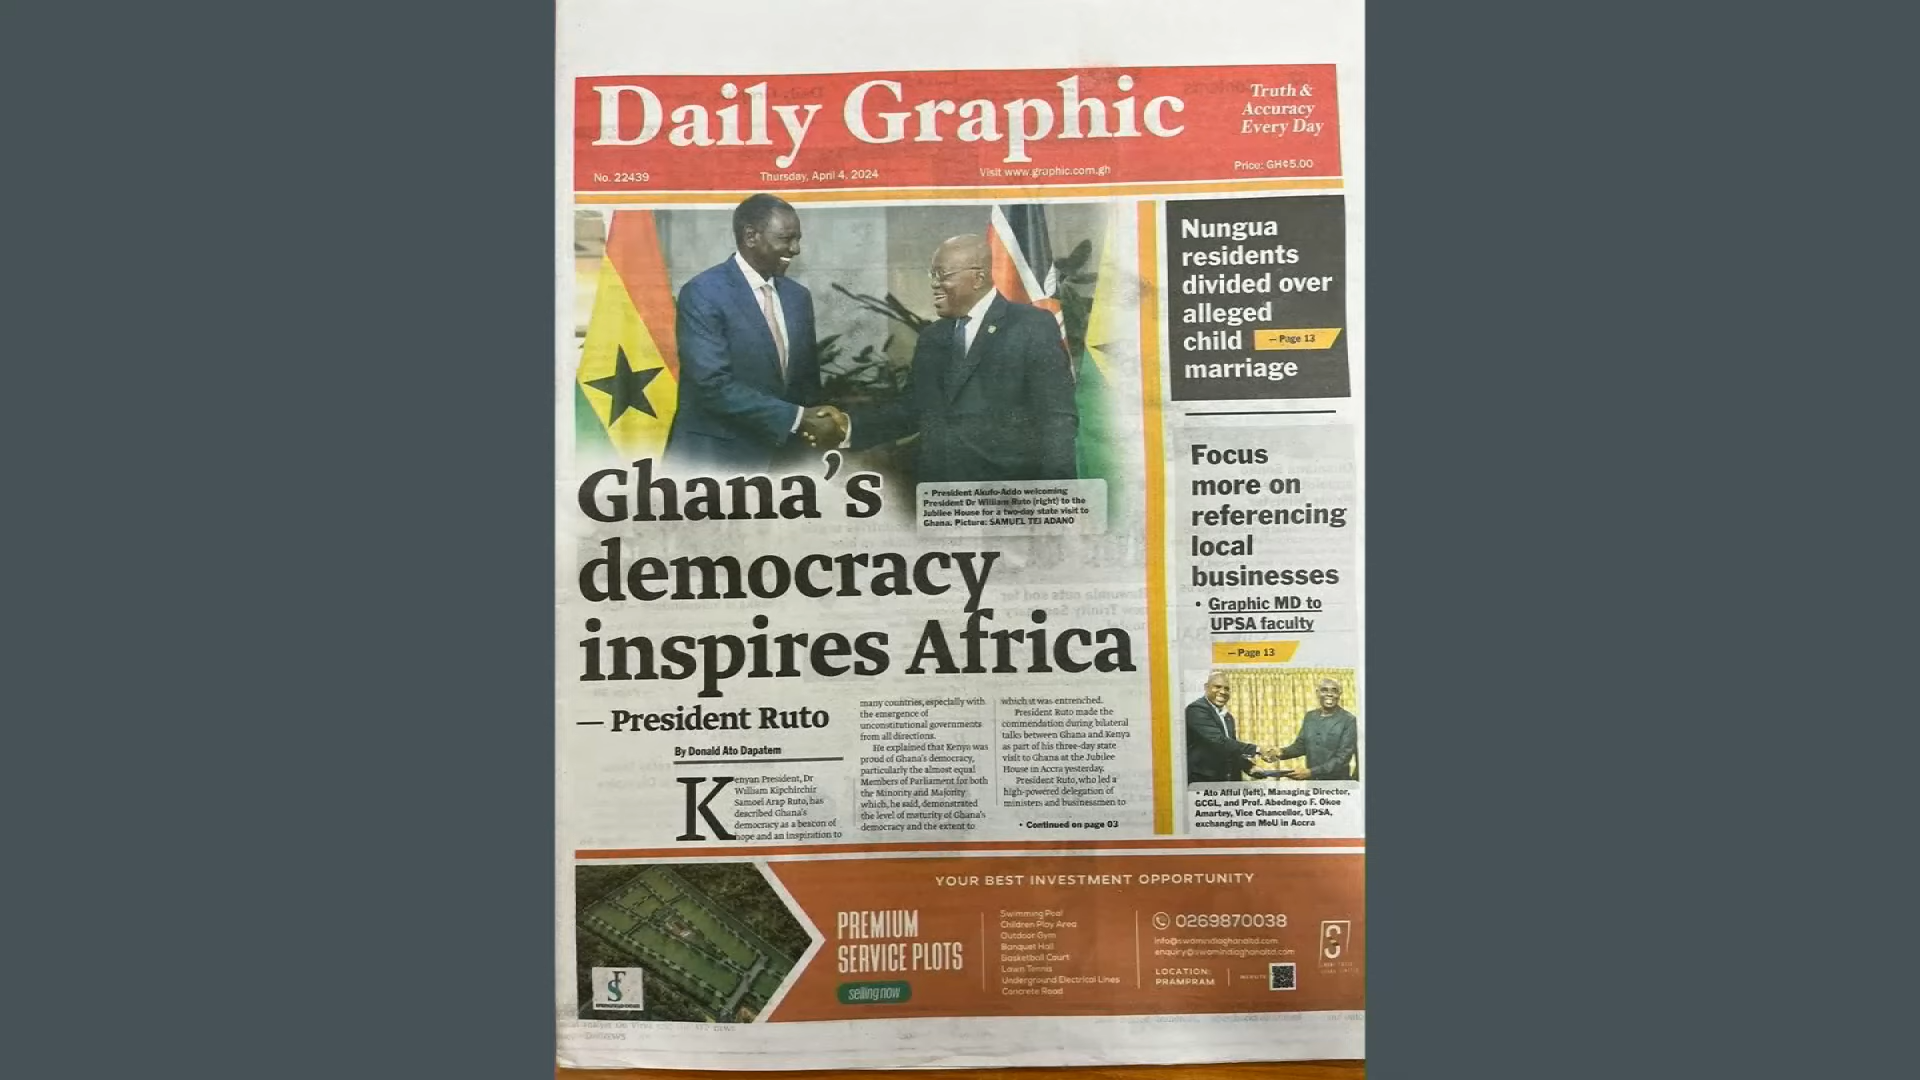 Daily Graphic
Truth &
Accuracy
Every Day
No. 22439
Thursday, April 4, 2024
Visit www.graphic.com.gh
Price: GH¢5.00
• President Akufo-Addo welcoming
President Dr William Ruto (right) to the
Jubilee House for a two-day state visit to
Ghana. Picture: SAMUEL TEI ADANO
Ghana's
democracy
inspires Africa
— President Ruto
By Donald Ato Dapatem
Kenyan President, Dr
William Kipchirchir
Samoei Arap Ruto, has
described Ghana's
democracy as a beacon of
hope and an inspiration to
many countries, especially with
the emergence of
unconstitutional governments
from all directions.
He explained that Kenya was
proud of Ghana's democracy,
particularly the almost equal
Members of Parliament for both
the Minority and Majority
which, he said, demonstrated
the level of maturity of Ghana's
democracy and the extent to
which it was entrenched.
President Ruto made the
commendation during bilateral
talks between Ghana and Kenya
as part of his three-day state
visit to Ghana at the Jubilee
House in Accra yesterday.
President Ruto, who led a
high-powered delegation of
ministers and businessmen to
• Continued on page 03
Nungua
residents
divided over
alleged
child — Page 13
marriage
Focus
more on
referencing
local
businesses
• Graphic MD to
UPSA faculty
— Page 13
• Ato Afful (left), Managing Director,
GCGL, and Prof. Abednego F. Okoe
Amartey, Vice Chancellor, UPSA,
exchanging an MoU in Accra
YOUR BEST INVESTMENT OPPORTUNITY
PREMIUM
SERVICE PLOTS
selling now
Swimming Pool
Children Play Area
Outdoor Gym
Banquet Hall
Basketball Court
Lawn Tennis
Underground Electrical Lines
Concrete Road
0269870038
info@swamindiaghanaltd.com
enquiry@swamindiaghanaltd.com
LOCATION:
PRAMPRAM
WEBSITE